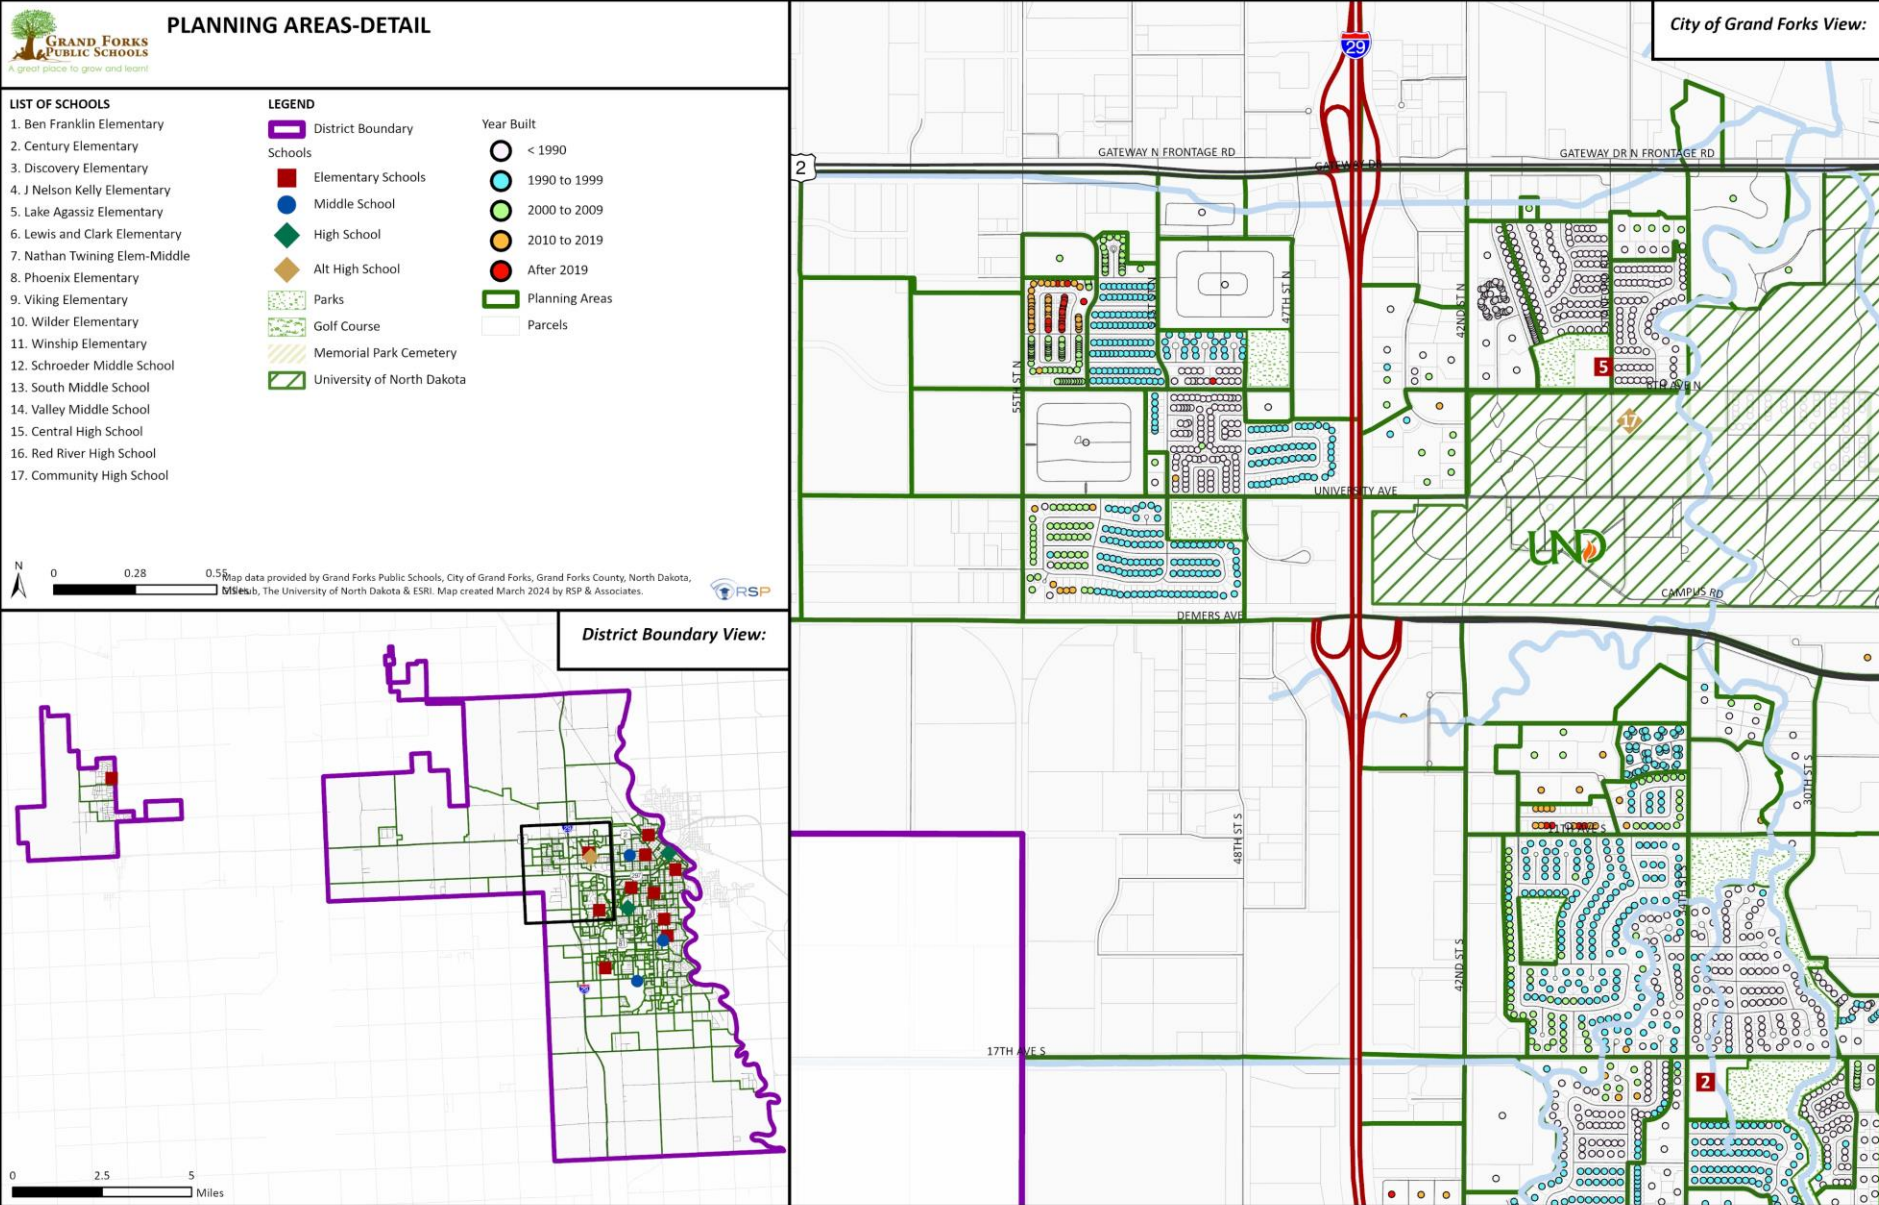 GRAND FORKS
PUBLIC SCHOOLS
A great place to grow and learn!
PLANNING AREAS-DETAIL
LIST OF SCHOOLS
1. Ben Franklin Elementary
2. Century Elementary
3. Discovery Elementary
4. J Nelson Kelly Elementary
5. Lake Agassiz Elementary
6. Lewis and Clark Elementary
7. Nathan Twining Elem-Middle
8. Phoenix Elementary
9. Viking Elementary
10. Wilder Elementary
11. Winship Elementary
12. Schroeder Middle School
13. South Middle School
14. Valley Middle School
15. Central High School
16. Red River High School
17. Community High School
LEGEND
District Boundary
Schools
Elementary Schools
Middle School
High School
Alt High School
Parks
Golf Course
Memorial Park Cemetery
University of North Dakota
Year Built
< 1990
1990 to 1999
2000 to 2009
2010 to 2019
After 2019
Planning Areas
Parcels
N
0 0.28 0.55
Miles
Map data provided by Grand Forks Public Schools, City of Grand Forks, Grand Forks County, North Dakota,
GIS Hub, The University of North Dakota & ESRI. Map created March 2024 by RSP & Associates.
RSP
District Boundary View:
0 2.5 5
Miles
City of Grand Forks View:
29
2
GATEWAY N FRONTAGE RD
GATEWAY DR
GATEWAY DR N FRONTAGE RD
55TH ST N
47TH ST N
42ND ST N
5
6TH AVE N
17
UNIVERSITY AVE
UND
CAMPUS RD
DEMERS AVE
30TH ST S
11TH AVE S
48TH ST S
42ND ST S
17TH AVE S
2